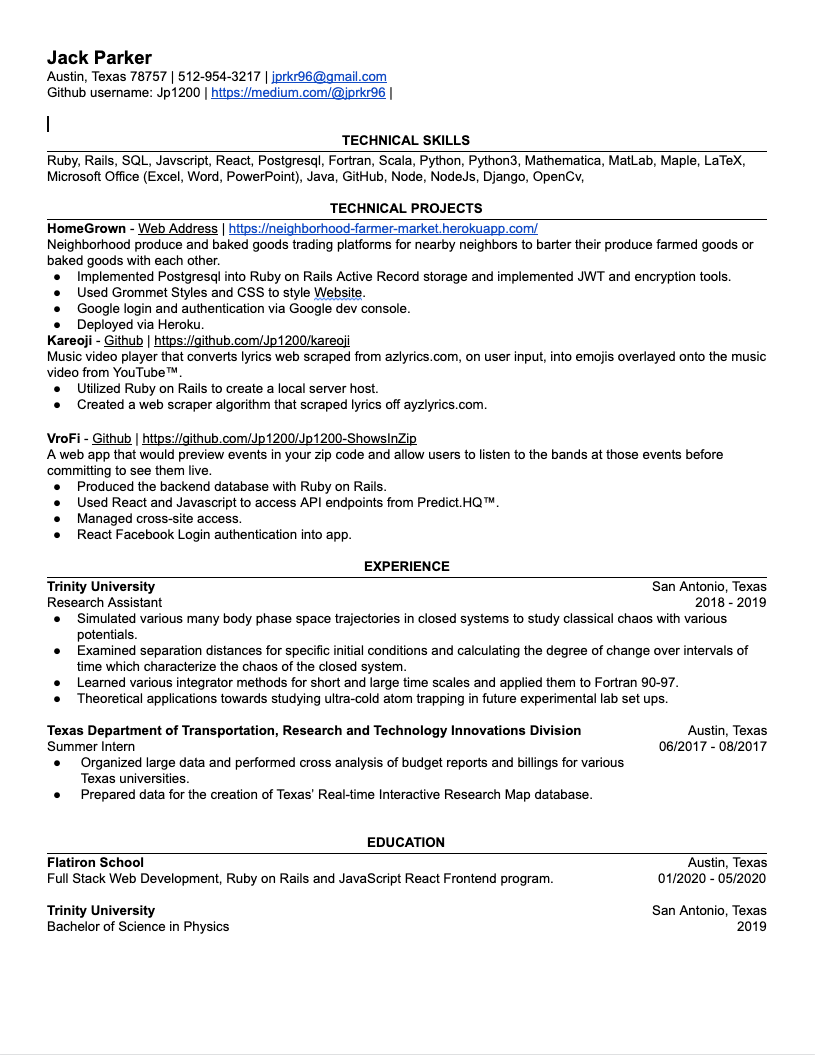 Jack Parker
Austin, Texas 78757 | 512-954-3217 | jprkr96@gmail.com
Github username: Jp1200 | https://medium.com/@jprkr96 |
TECHNICAL SKILLS
Ruby, Rails, SQL, Javscript, React, Postgresql, Fortran, Scala, Python, Python3, Mathematica, MatLab, Maple, LaTeX,
Microsoft Office (Excel, Word, PowerPoint), Java, GitHub, Node, NodeJs, Django, OpenCv,
TECHNICAL PROJECTS
HomeGrown - Web Address | https://neighborhood-farmer-market.herokuapp.com/
Neighborhood produce and baked goods trading platforms for nearby neighbors to barter their produce farmed goods or
baked goods with each other.
● Implemented Postgresql into Ruby on Rails Active Record storage and implemented JWT and encryption tools.
● Used Grommet Styles and CSS to style Website.
● Google login and authentication via Google dev console.
● Deployed via Heroku.
Kareoji - Github | https://github.com/Jp1200/kareoji
Music video player that converts lyrics web scraped from azlyrics.com, on user input, into emojis overlayed onto the music
video from YouTube™.
● Utilized Ruby on Rails to create a local server host.
● Created a web scraper algorithm that scraped lyrics off ayzlyrics.com.
VroFi - Github | https://github.com/Jp1200/Jp1200-ShowsInZip
A web app that would preview events in your zip code and allow users to listen to the bands at those events before
committing to see them live.
● Produced the backend database with Ruby on Rails.
● Used React and Javascript to access API endpoints from Predict.HQ™.
● Managed cross-site access.
● React Facebook Login authentication into app.
EXPERIENCE
Trinity University San Antonio, Texas
Research Assistant 2018 - 2019
● Simulated various many body phase space trajectories in closed systems to study classical chaos with various
potentials.
● Examined separation distances for specific initial conditions and calculating the degree of change over intervals of
time which characterize the chaos of the closed system.
● Learned various integrator methods for short and large time scales and applied them to Fortran 90-97.
● Theoretical applications towards studying ultra-cold atom trapping in future experimental lab set ups.
Texas Department of Transportation, Research and Technology Innovations Division Austin, Texas
Summer Intern 06/2017 - 08/2017
● Organized large data and performed cross analysis of budget reports and billings for various
Texas universities.
● Prepared data for the creation of Texas' Real-time Interactive Research Map database.
EDUCATION
Flatiron School Austin, Texas
Full Stack Web Development, Ruby on Rails and JavaScript React Frontend program. 01/2020 - 05/2020
Trinity University San Antonio, Texas
Bachelor of Science in Physics 2019